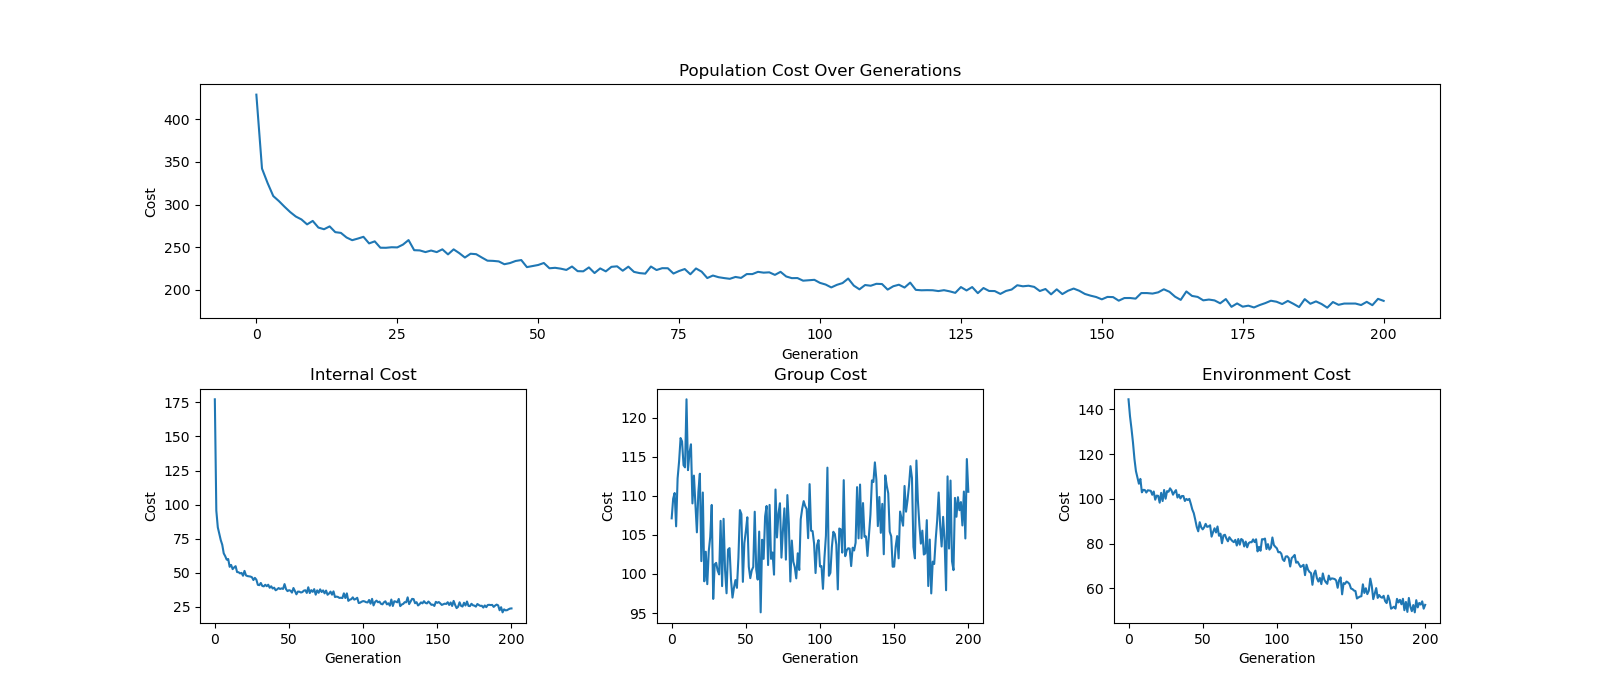 Population Cost Over Generations
Cost
400
350
300
250
200
0 25 50 75 100 125 150 175 200
Generation
Internal Cost
Cost
175
150
125
100
75
50
25
0 50 100 150 200
Generation
Group Cost
Cost
120
115
110
105
100
95
0 50 100 150 200
Generation
Environment Cost
Cost
140
120
100
80
60
0 50 100 150 200
Generation